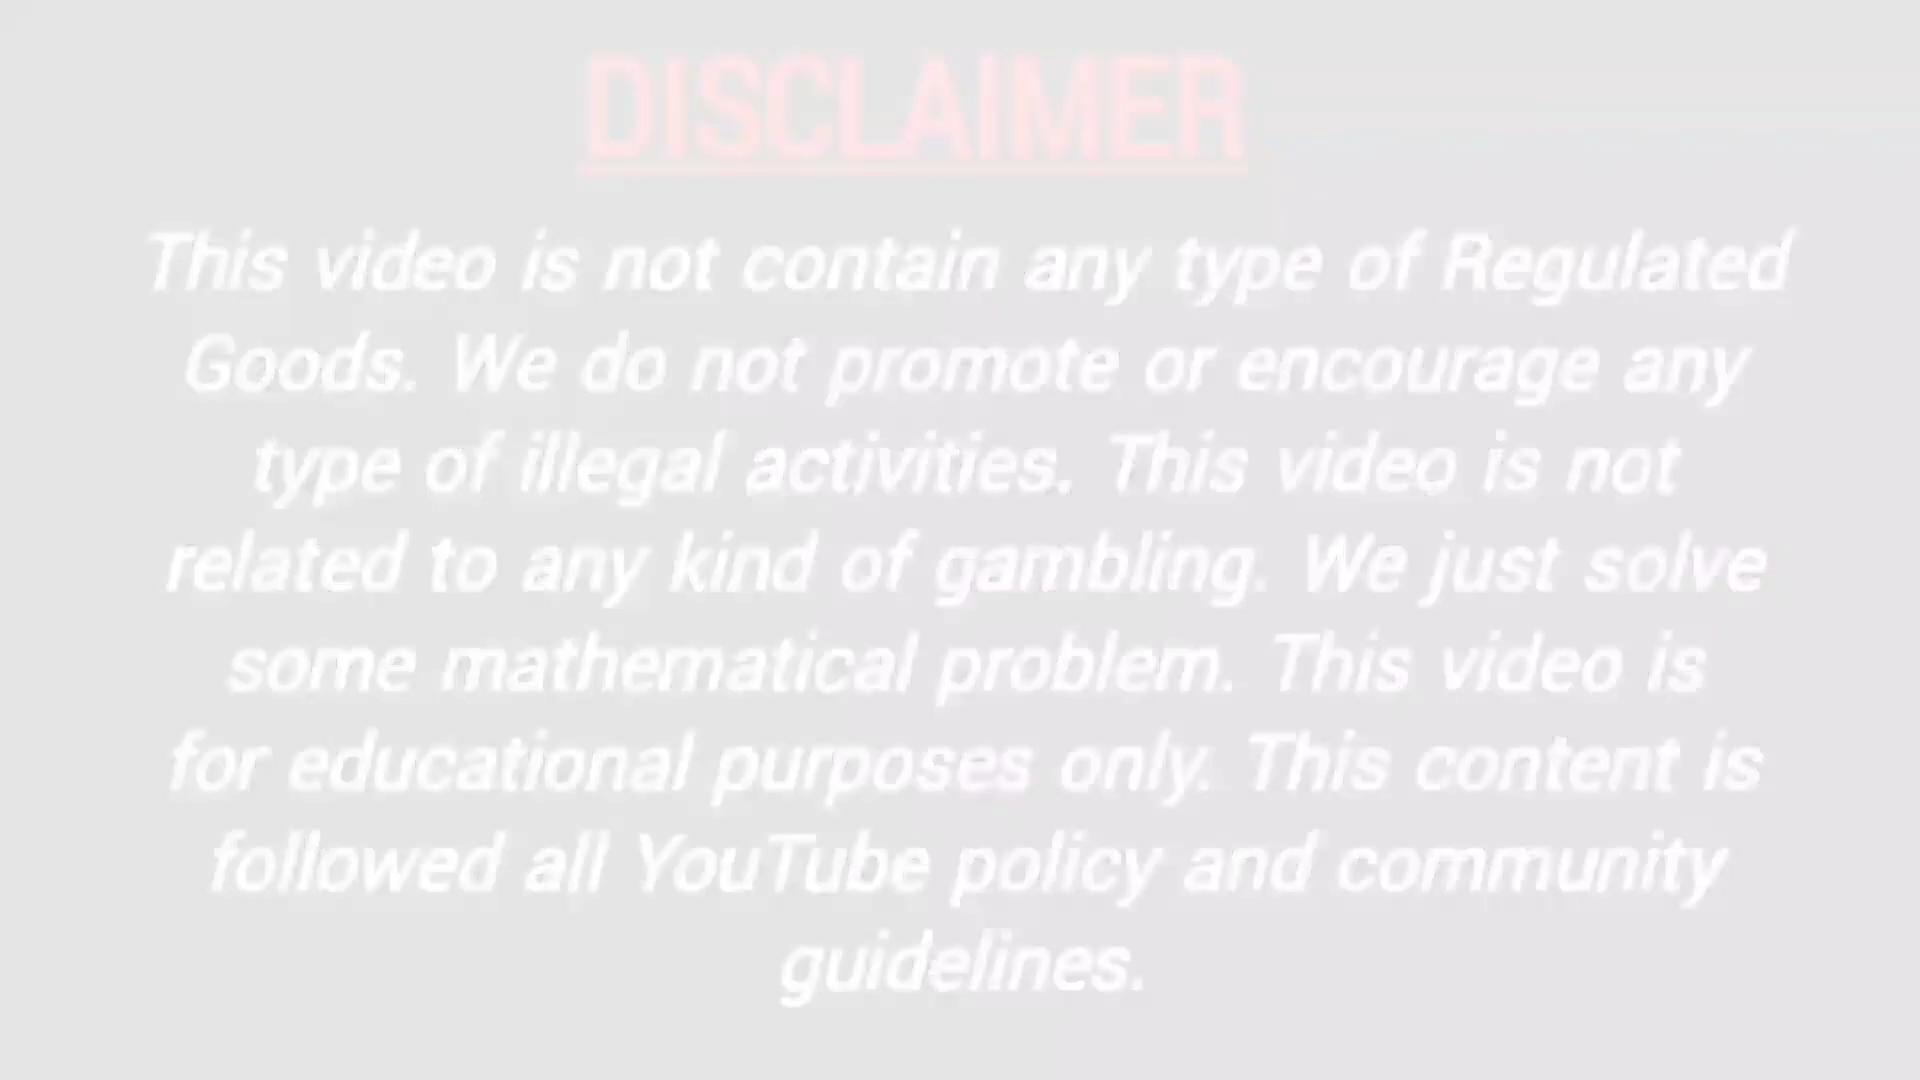 DISCLAIMER
This video is not contain any type of Regulated
Goods. We do not promote or encourage any
type of illegal activities. This video is not
related to any kind of gambling. We just solve
some mathematical problem. This video is
for educational purposes only. This content is
followed all YouTube policy and community
guidelines.